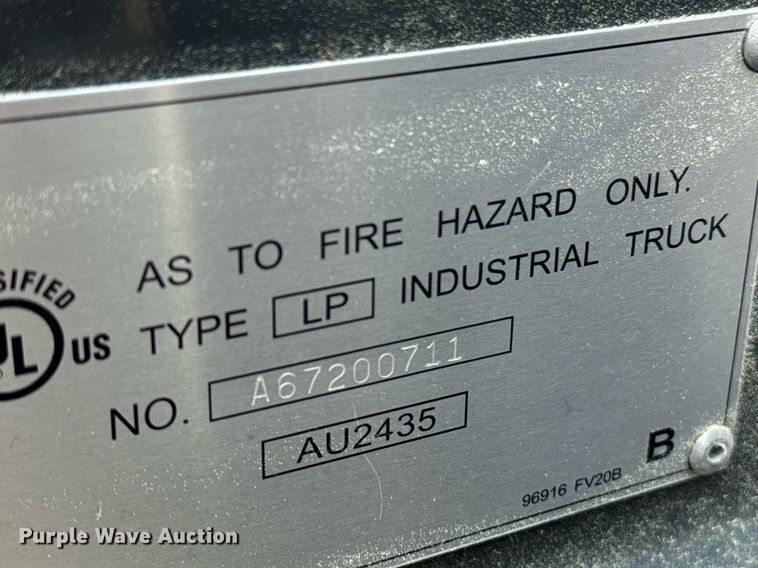 AS TO FIRE HAZARD ONLY.
SIFIED
UL US TYPE LP INDUSTRIAL TRUCK
NO. A67200711
AU2435
96916 FV20B B
Purple Wave Auction